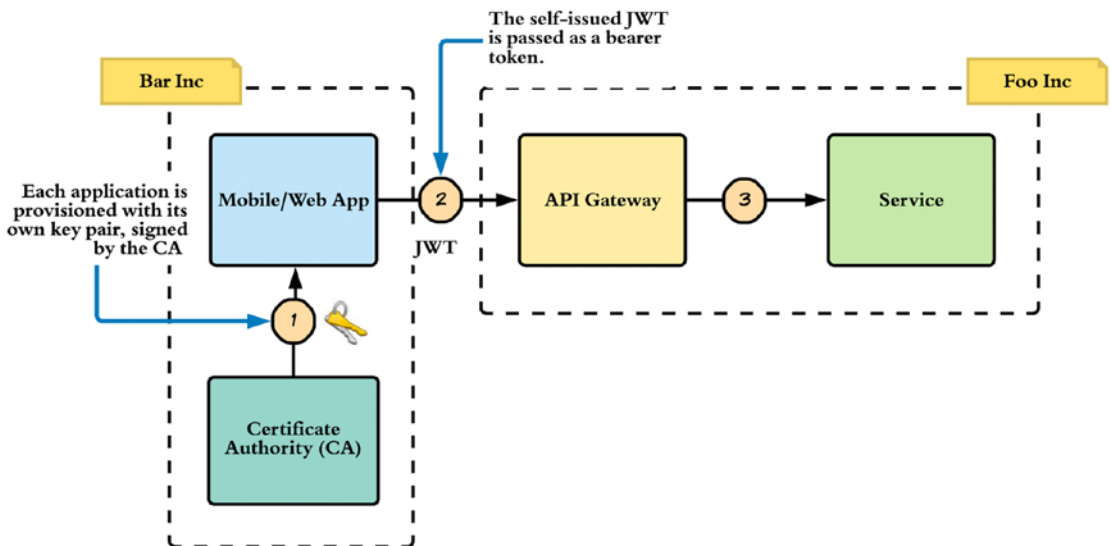 The self-issued JWT
is passed as a bearer
token.
Bar Inc
Foo Inc
Each application is
provisioned with its
own key pair, signed
by the CA
Mobile/Web App
2
JWT
API Gateway
3
Service
1
Certificate
Authority (CA)